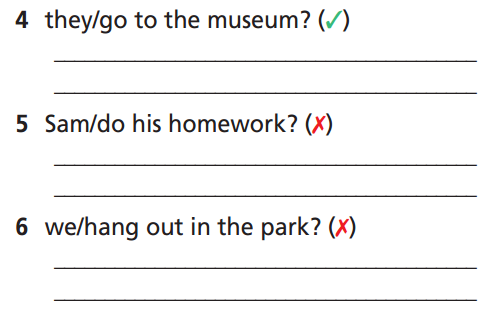 4 they/go to the museum? (✓)
5 Sam/do his homework? (✗)
6 we/hang out in the park? (✗)